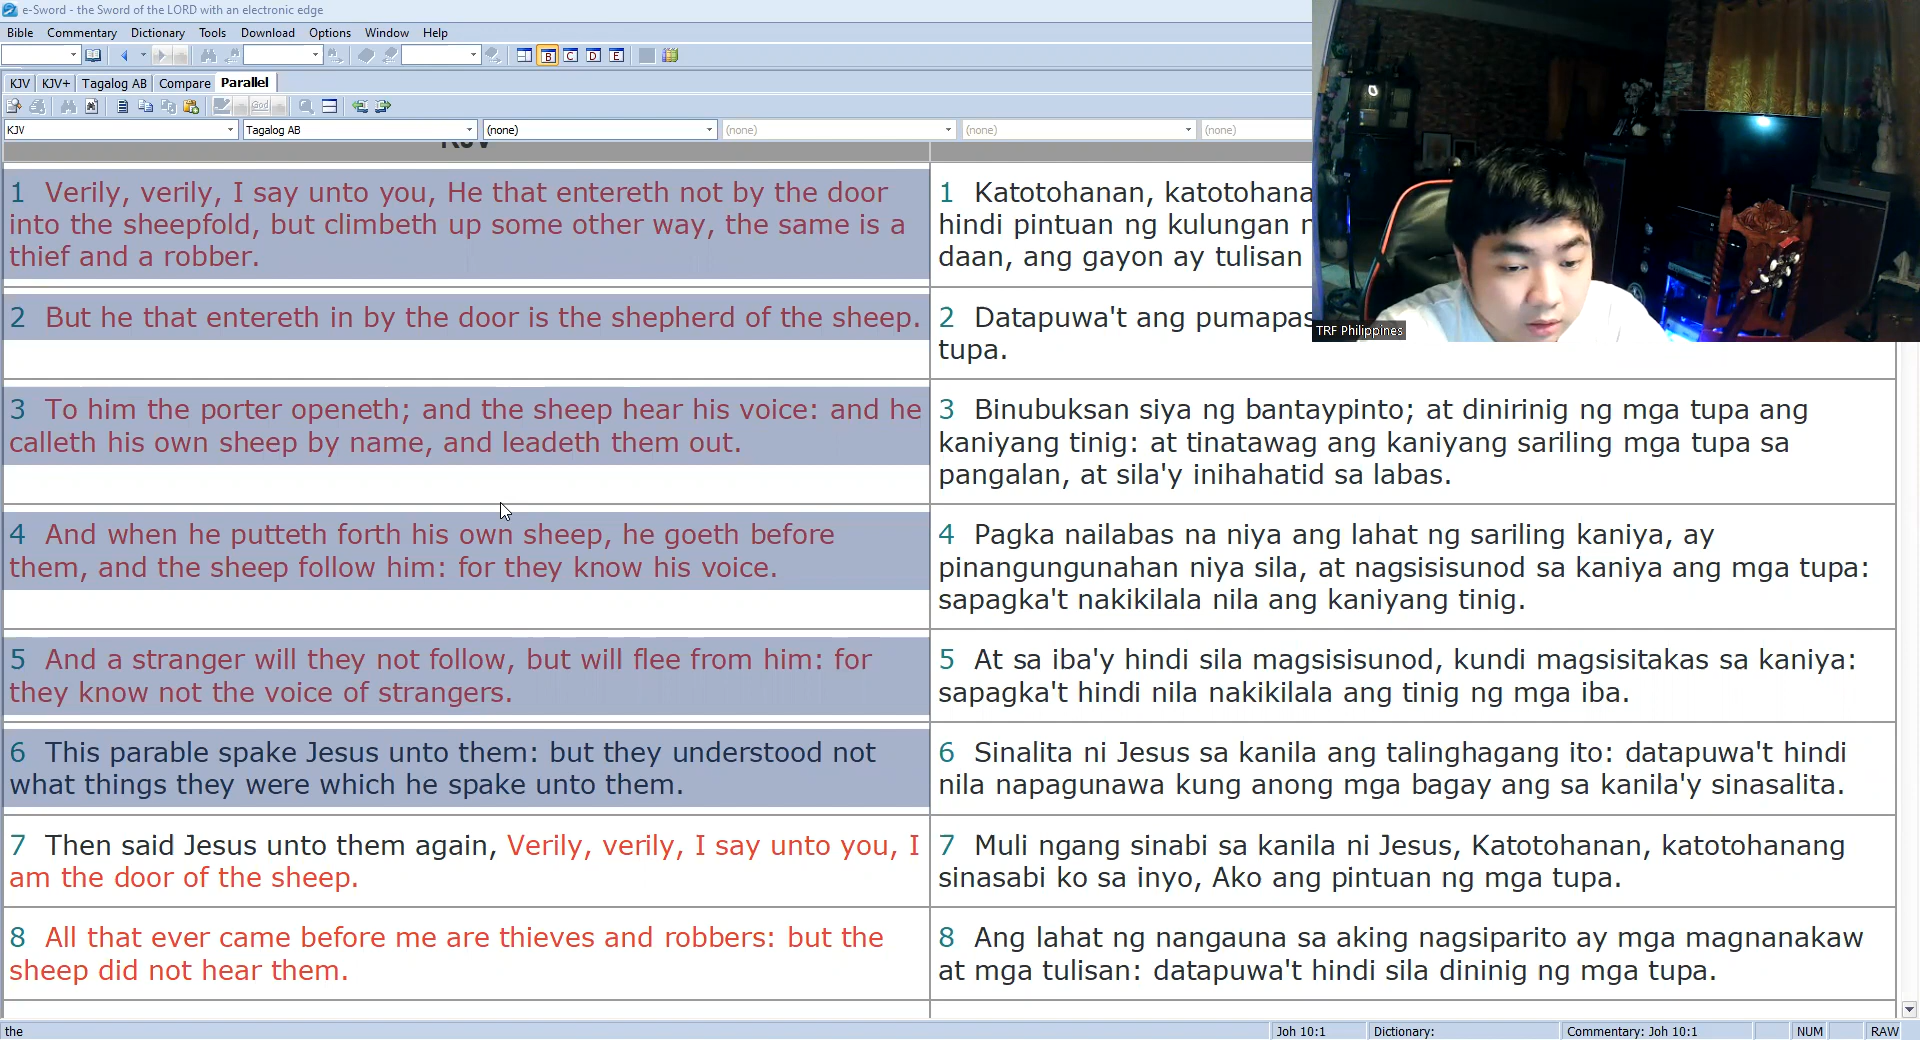 e-Sword - the Sword of the LORD with an electronic edge
Bible Commentary Dictionary Tools Download Options Window Help
B C D E
KJV KJV+ Tagalog AB Compare Parallel
God
KJV Tagalog AB (none) (none) (none) (none)
KJV
1 Verily, verily, I say unto you, He that entereth not by the door
into the sheepfold, but climbeth up some other way, the same is a
thief and a robber.
1 Katotohanan,
hindi pintuan ng kulungan
daan, ang gayon ay tulisan
TRF Philippines
2 But he that entereth in by the door is the shepherd of the sheep.
2 Datapuwa't ang
tupa.
3 To him the porter openeth; and the sheep hear his voice: and he
calleth his own sheep by name, and leadeth them out.
3 Binubuksan siya ng bantaypinto; at dinirinig ng mga tupa ang
kaniyang tinig: at tinatawag ang kaniyang sariling mga tupa sa
pangalan, at sila'y inihahatid sa labas.
4 And when he putteth forth his own sheep, he goeth before
them, and the sheep follow him: for they know his voice.
4 Pagka nailabas na niya ang lahat ng sariling kaniya, ay
pinangungunahan niya sila, at nagsisisunod sa kaniya ang mga tupa:
sapagka't nakikilala nila ang kaniyang tinig.
5 And a stranger will they not follow, but will flee from him: for
they know not the voice of strangers.
5 At sa iba'y hindi sila magsisisunod, kundi magsisitakas sa kaniya:
sapagka't hindi nila nakikilala ang tinig ng mga iba.
6 This parable spake Jesus unto them: but they understood not
what things they were which he spake unto them.
6 Sinalita ni Jesus sa kanila ang talinghagang ito: datapuwa't hindi
nila napagunawa kung anong mga bagay ang sa kanila'y sinasalita.
7 Then said Jesus unto them again, Verily, verily, I say unto you, I
am the door of the sheep.
7 Muli ngang sinabi sa kanila ni Jesus, Katotohanan, katotohanang
sinasabi ko sa inyo, Ako ang pintuan ng mga tupa.
8 All that ever came before me are thieves and robbers: but the
sheep did not hear them.
8 Ang lahat ng nangauna sa aking nagsiparito ay mga magnanakaw
at mga tulisan: datapuwa't hindi sila dininig ng mga tupa.
the Joh 10:1 Dictionary: Commentary: Joh 10:1 NUM RAW